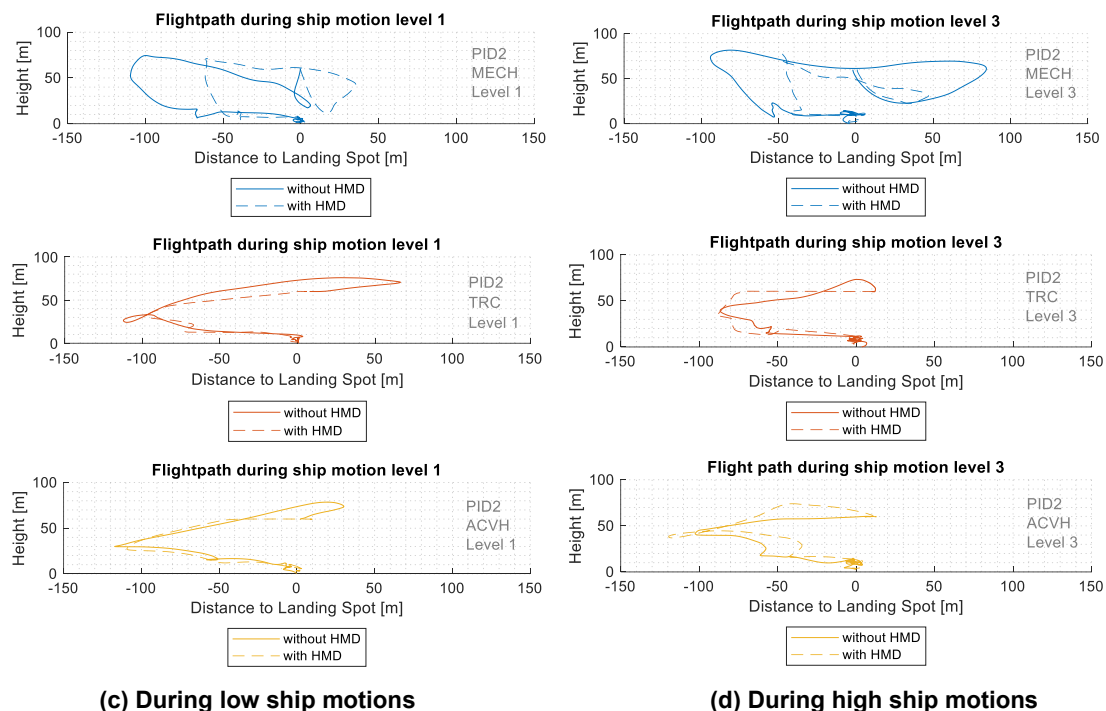 Flightpath during ship motion level 1
100
50
0
Height [m]
PID2
MECH
Level 1
-150 -100 -50 0 50 100 150
Distance to Landing Spot [m]
without HMD
with HMD
Flightpath during ship motion level 3
100
50
0
Height [m]
PID2
MECH
Level 3
-150 -100 -50 0 50 100 150
Distance to Landing Spot [m]
without HMD
with HMD
Flightpath during ship motion level 1
100
50
0
Height [m]
PID2
TRC
Level 1
-150 -100 -50 0 50 100 150
Distance to Landing Spot [m]
without HMD
with HMD
Flightpath during ship motion level 3
100
50
0
Height [m]
PID2
TRC
Level 3
-150 -100 -50 0 50 100 150
Distance to Landing Spot [m]
without HMD
with HMD
Flightpath during ship motion level 1
100
50
0
Height [m]
PID2
ACVH
Level 1
-150 -100 -50 0 50 100 150
Distance to Landing Spot [m]
without HMD
with HMD
Flight path during ship motion level 3
100
50
0
Height [m]
PID2
ACVH
Level 3
-150 -100 -50 0 50 100 150
Distance to Landing Spot [m]
without HMD
with HMD
(c) During low ship motions
(d) During high ship motions